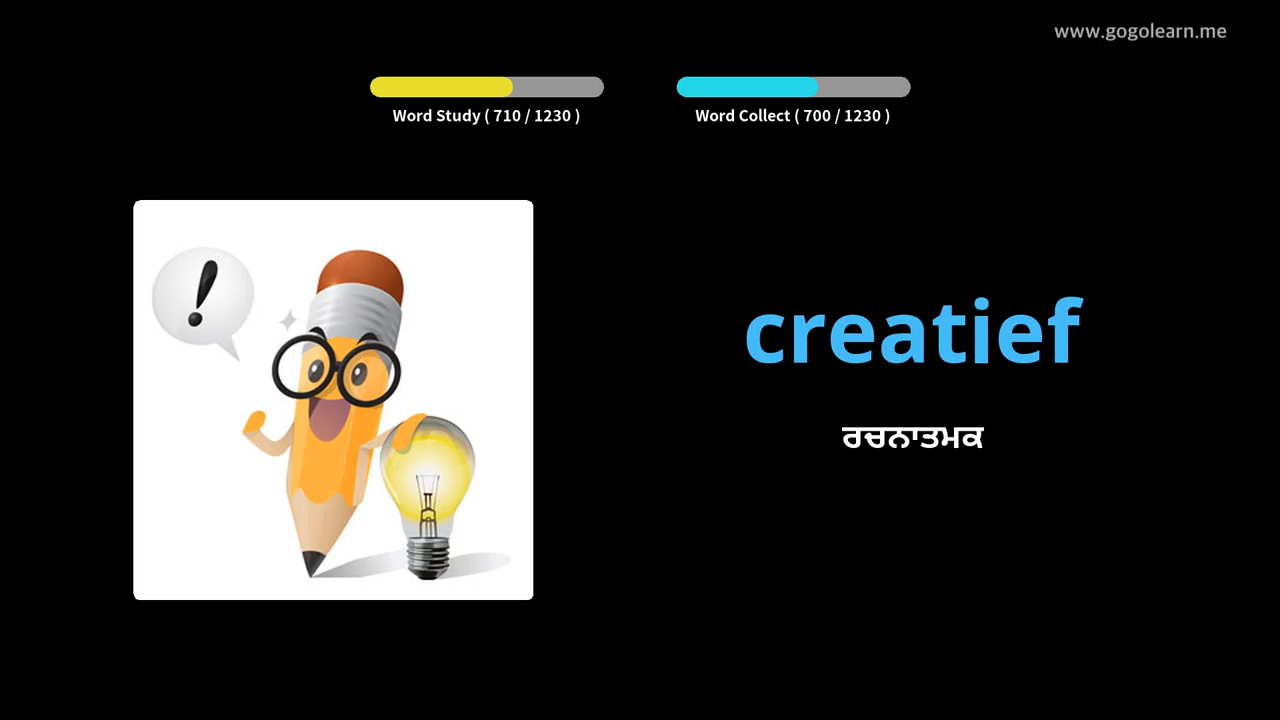 www.gogolearn.me
Word Study ( 710 / 1230 )
Word Collect ( 700 / 1230 )
!
creatief
ਰਚਨਾਤਮਕ